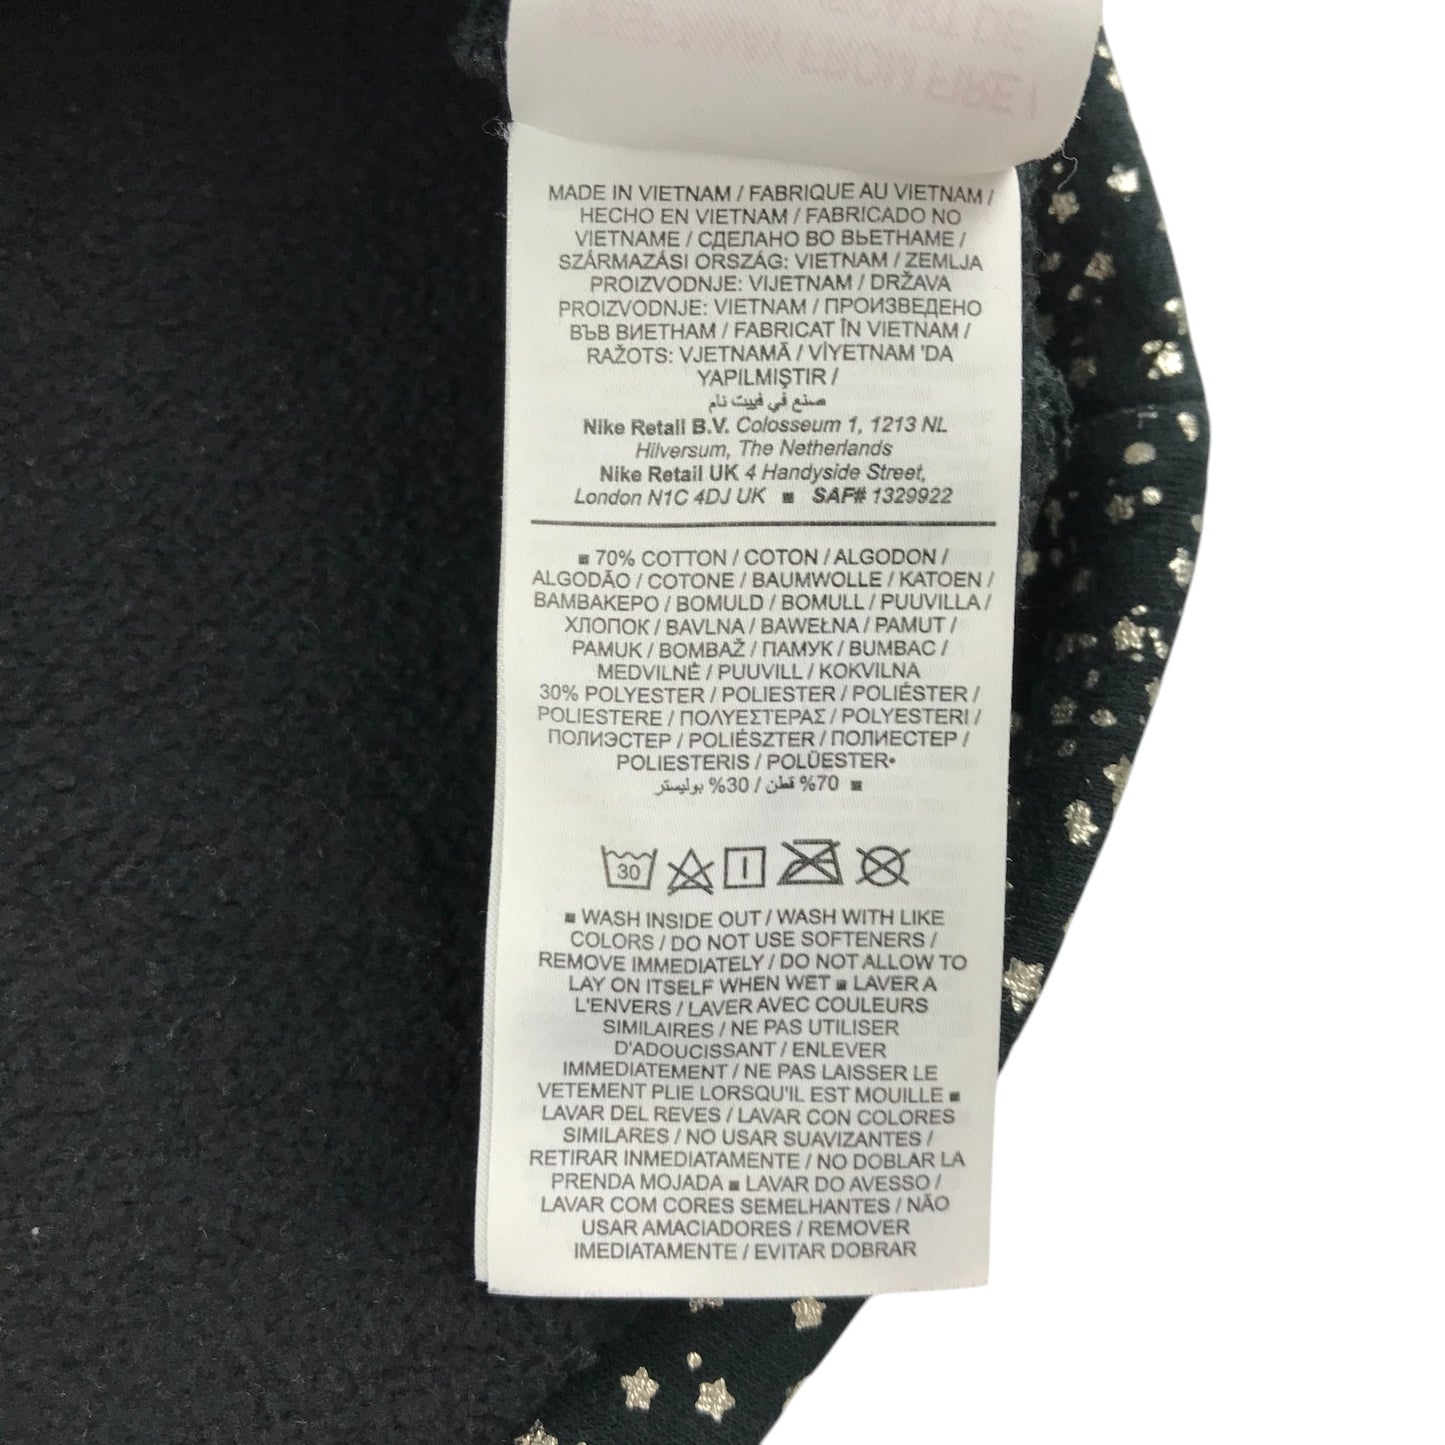 AWAY FROM FIRE !
MADE IN VIETNAM / FABRIQUE AU VIETNAM /
HECHO EN VIETNAM / FABRICADO NO
VIETNAME / СДЕЛАНО ВО ВЬЕТНАМЕ /
SZÁRMAZÁSI ORSZÁG: VIETNAM / ZEMLJA
PROIZVODNJE: VIJETNAM / DRŽAVA
PROIZVODNJE: VIETNAM / ПРОИЗВЕДЕНО
ВЪВ ВИЕТНАМ / FABRICAT ÎN VIETNAM /
RAŽOTS: VJETNAMĀ / VİYETNAM 'DA
YAPILMIŞTIR /
صنع في فييت نام
Nike Retail B.V. Colosseum 1, 1213 NL
Hilversum, The Netherlands
Nike Retail UK 4 Handyside Street,
London N1C 4DJ UK ■ SAF# 1329922
■ 70% COTTON / COTON / ALGODON /
ALGODÃO / COTONE / BAUMWOLLE / KATOEN /
ΒΑΜΒΑΚΕΡΟ / BOMULD / BOMULL / PUUVILLA /
ХЛОПОК / BAVLNA / BAWEŁNA / PAMUT /
PAMUK / BOMBAŽ / ПАМУК / BUMBAC /
MEDVILNĖ / PUUVILL / KOKVILNA
30% POLYESTER / POLIESTER / POLIÉSTER /
POLIESTERE / ΠΟΛΥΕΣΤΕΡΑΣ / POLYESTERI /
ПОЛИЭСТЕР / POLIÉSZTER / ПОЛИЕСТЕР /
POLIESTERIS / POLÜESTER•
70% قطن / 30% بوليستر ■
30
■ WASH INSIDE OUT / WASH WITH LIKE
COLORS / DO NOT USE SOFTENERS /
REMOVE IMMEDIATELY / DO NOT ALLOW TO
LAY ON ITSELF WHEN WET ■ LAVER A
L'ENVERS / LAVER AVEC COULEURS
SIMILAIRES / NE PAS UTILISER
D'ADOUCISSANT / ENLEVER
IMMEDIATEMENT / NE PAS LAISSER LE
VETEMENT PLIE LORSQU'IL EST MOUILLE ■
LAVAR DEL REVES / LAVAR CON COLORES
SIMILARES / NO USAR SUAVIZANTES /
RETIRAR INMEDIATAMENTE / NO DOBLAR LA
PRENDA MOJADA ■ LAVAR DO AVESSO /
LAVAR COM CORES SEMELHANTES / NÃO
USAR AMACIADORES / REMOVER
IMEDIATAMENTE / EVITAR DOBRAR